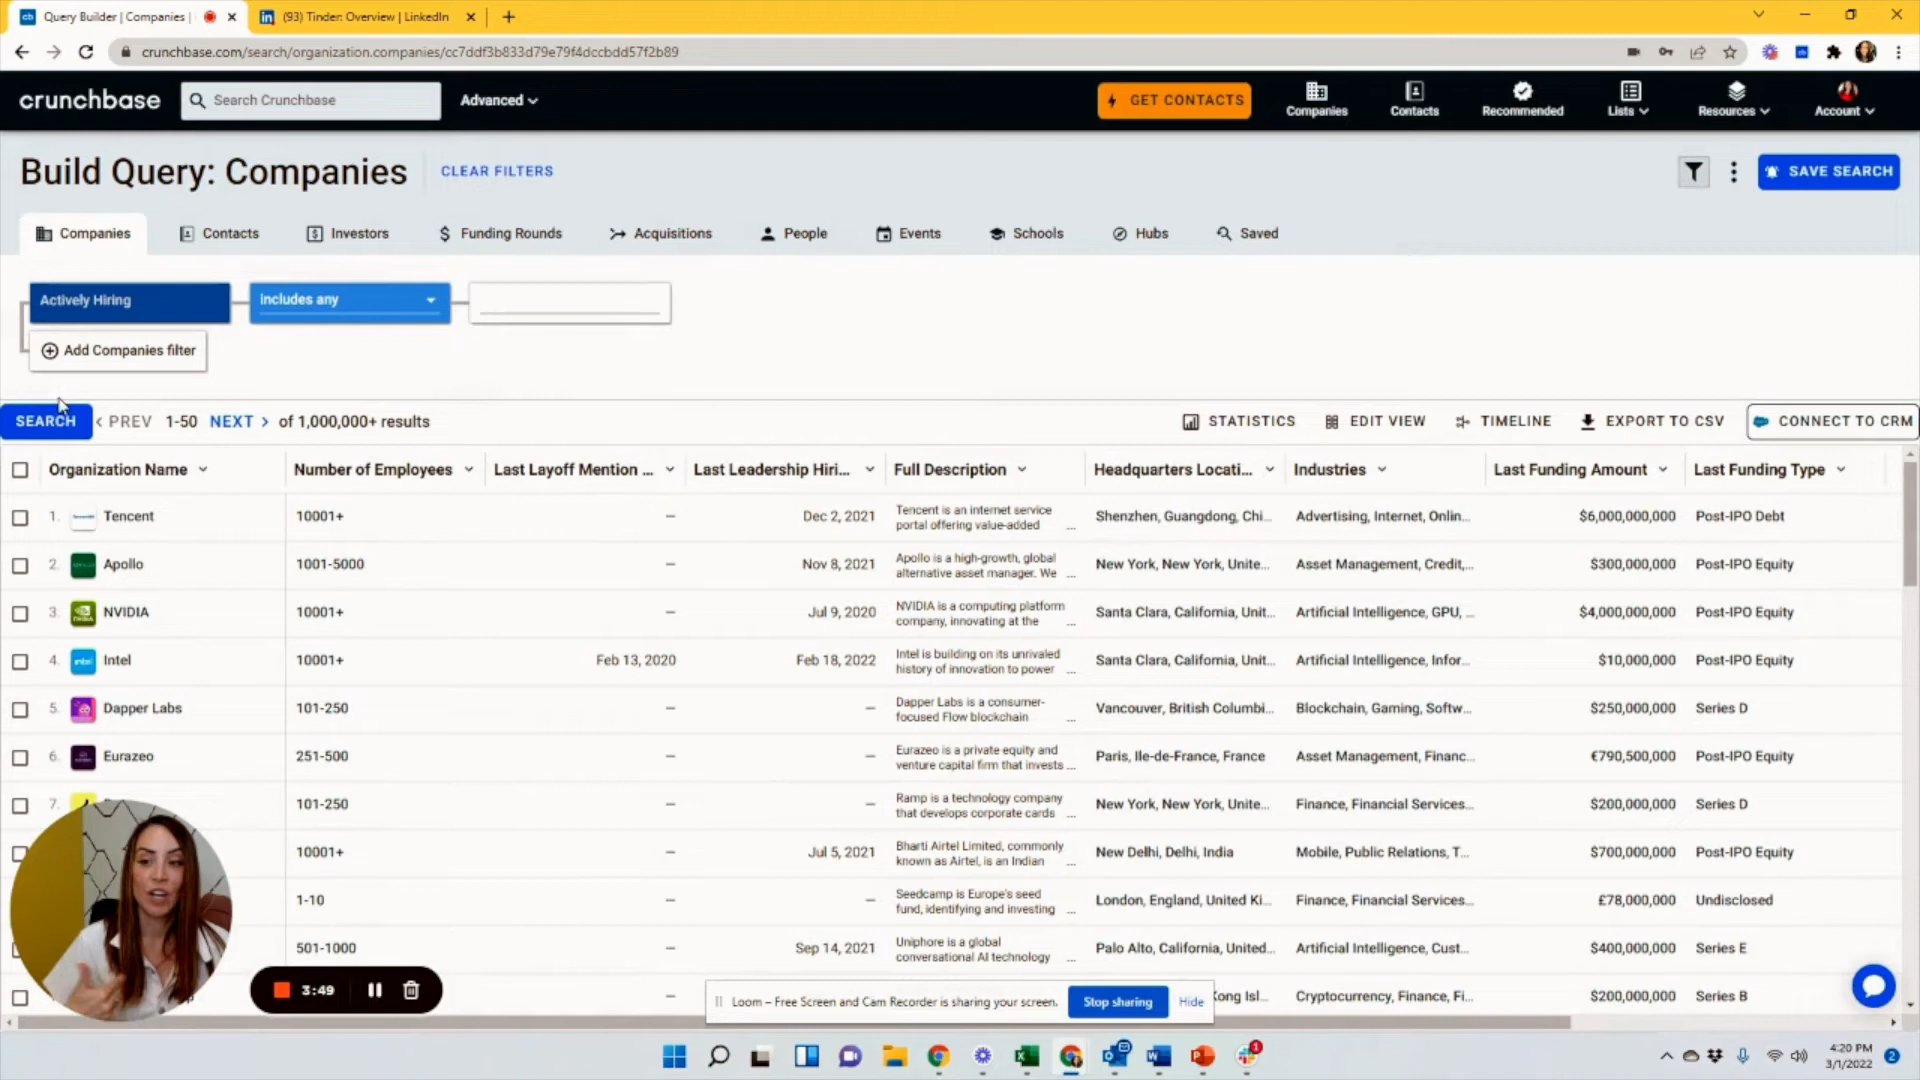 Query Builder | Companies |
(93) Tinder: Overview | LinkedIn
crunchbase.com/search/organization.companies/cc7ddf3b833d79e79f4dccbdd57f2b89
crunchbase
Search Crunchbase
Advanced
GET CONTACTS
Companies
Contacts
Recommended
Lists
Resources
Account
Build Query: Companies
CLEAR FILTERS
SAVE SEARCH
Companies
Contacts
Investors
Funding Rounds
Acquisitions
People
Events
Schools
Hubs
Saved
Actively Hiring
Includes any
Add Companies filter
SEARCH
PREV 1-50 NEXT of 1,000,000+ results
STATISTICS
EDIT VIEW
TIMELINE
EXPORT TO CSV
CONNECT TO CRM
Organization Name Number of Employees Last Layoff Mention ... Last Leadership Hiri... Full Description Headquarters Locati... Industries Last Funding Amount Last Funding Type
1. Tencent 10001+ — Dec 2, 2021 Tencent is an internet service portal offering value-added ... Shenzhen, Guangdong, Chi... Advertising, Internet, Onlin... $6,000,000,000 Post-IPO Debt
2. Apollo 1001-5000 — Nov 8, 2021 Apollo is a high-growth, global alternative asset manager. We ... New York, New York, Unite... Asset Management, Credit,... $300,000,000 Post-IPO Equity
3. NVIDIA 10001+ — Jul 9, 2020 NVIDIA is a computing platform company, innovating at the ... Santa Clara, California, Unit... Artificial Intelligence, GPU, ... $4,000,000,000 Post-IPO Equity
4. Intel 10001+ Feb 13, 2020 Feb 18, 2022 Intel is building on its unrivaled history of innovation to power ... Santa Clara, California, Unit... Artificial Intelligence, Infor... $10,000,000 Post-IPO Equity
5. Dapper Labs 101-250 — — Dapper Labs is a consumer-focused Flow blockchain ... Vancouver, British Columbi... Blockchain, Gaming, Softw... $250,000,000 Series D
6. Eurazeo 251-500 — — Eurazeo is a private equity and venture capital firm that invests ... Paris, Ile-de-France, France Asset Management, Financ... €790,500,000 Post-IPO Equity
7. 101-250 — — Ramp is a technology company that develops corporate cards ... New York, New York, Unite... Finance, Financial Services... $200,000,000 Series D
10001+ — Jul 5, 2021 Bharti Airtel Limited, commonly known as Airtel, is an Indian ... New Delhi, Delhi, India Mobile, Public Relations, T... $700,000,000 Post-IPO Equity
1-10 — — Seedcamp is Europe's seed fund, identifying and investing ... London, England, United Ki... Finance, Financial Services... £78,000,000 Undisclosed
501-1000 — Sep 14, 2021 Uniphore is a global conversational AI technology ... Palo Alto, California, United... Artificial Intelligence, Cust... $400,000,000 Series E
— Kong Isl... Cryptocurrency, Finance, Fi... $200,000,000 Series B
3:49
Loom – Free Screen and Cam Recorder is sharing your screen.
Stop sharing
Hide
4:20 PM
3/1/2022